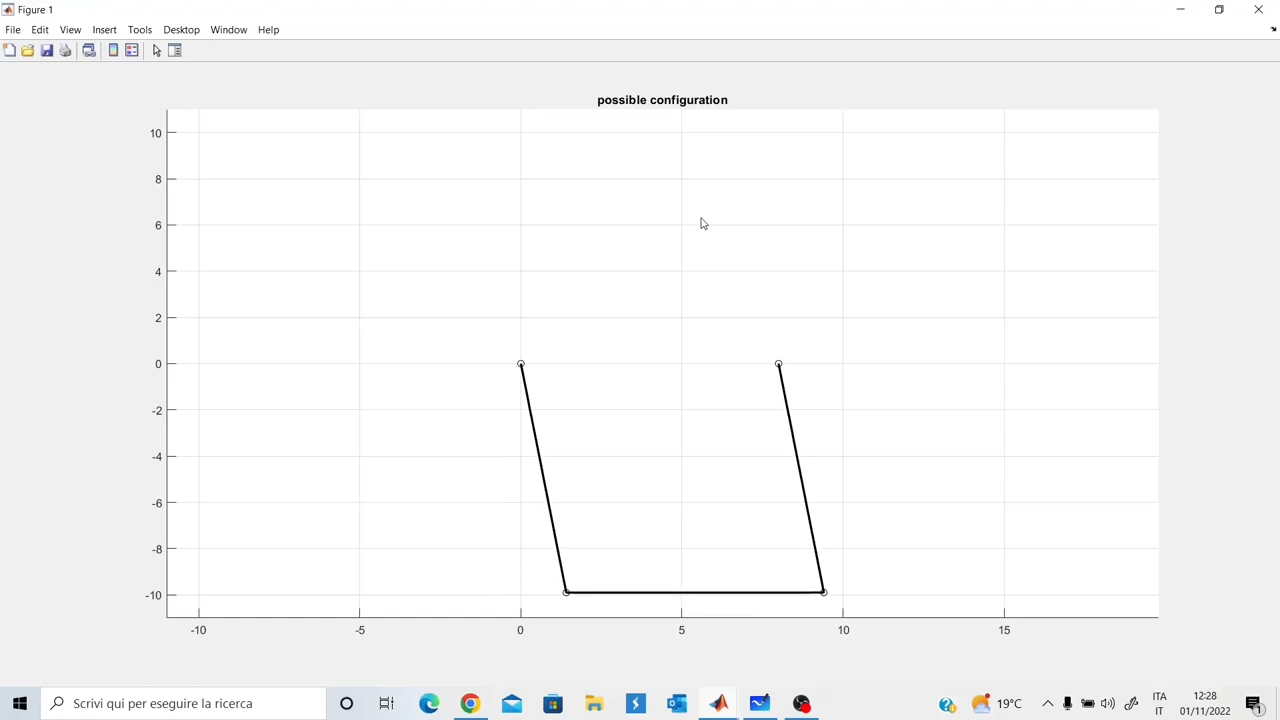 Figure 1
File Edit View Insert Tools Desktop Window Help
possible configuration
10
8
6
4
2
0
-2
-4
-6
-8
-10
-10 -5 0 5 10 15
Scrivi qui per eseguire la ricerca
19°C
ITA
IT
12:28
01/11/2022
1